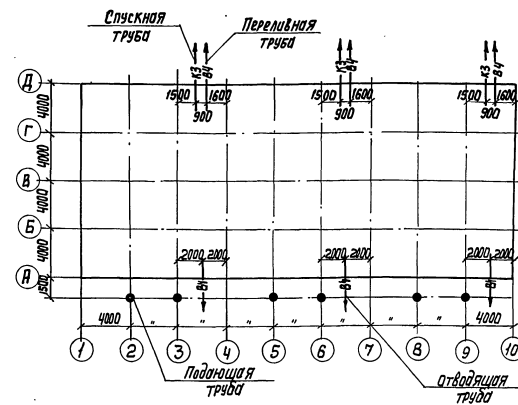 Спускная труба
Переливная труба
К3 В4 К3 В4 К3 В4
Д
1500 1600 1500 1600 1500 1600
900 900 900
4000
Г
4000
В
4000
Б
4000
2000 2000 2000 2000 2000 2000
А
В4 В4 В4
1500
4000 " " " " " " " 4000
1 2 3 4 5 6 7 8 9 10
Подающая труба
Отводящая труба